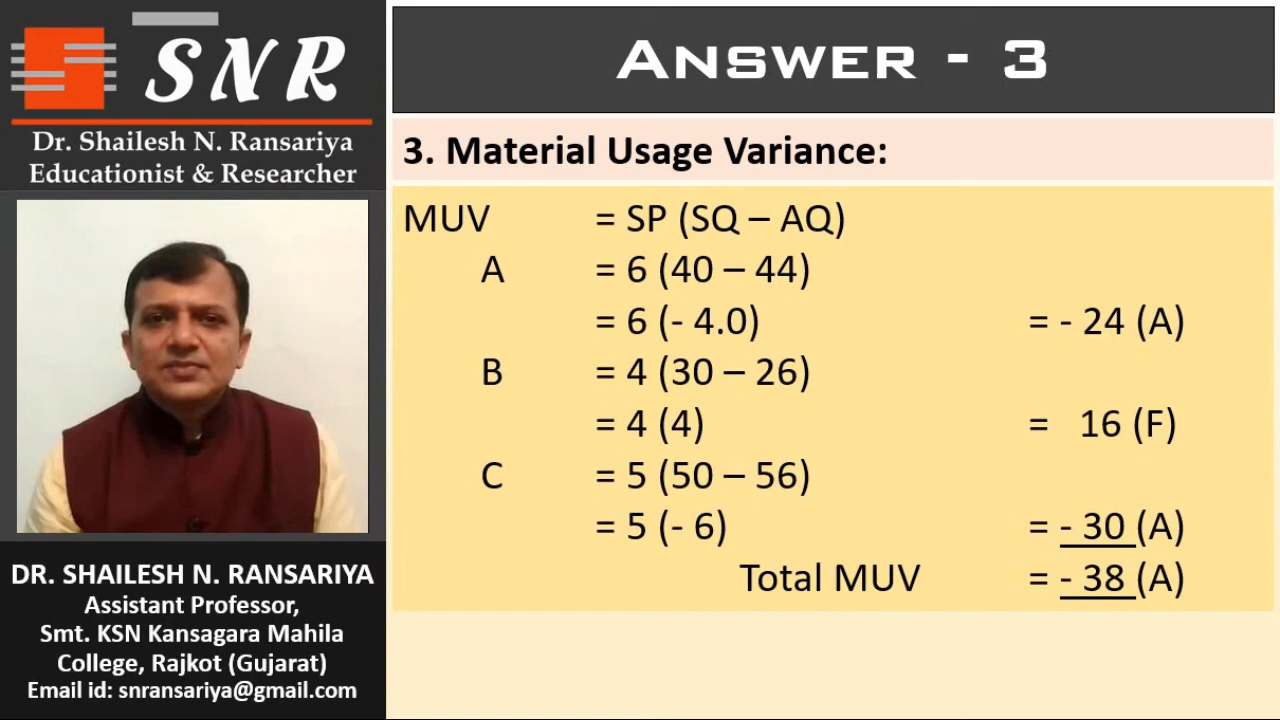 SNR
Dr. Shailesh N. Ransariya
Educationist & Researcher
DR. SHAILESH N. RANSARIYA
Assistant Professor,
Smt. KSN Kansagara Mahila
College, Rajkot (Gujarat)
Email id: snransariya@gmail.com
ANSWER - 3
3. Material Usage Variance:
MUV = SP (SQ – AQ)
A = 6 (40 – 44)
= 6 (- 4.0) = - 24 (A)
B = 4 (30 – 26)
= 4 (4) = 16 (F)
C = 5 (50 – 56)
= 5 (- 6) = - 30 (A)
Total MUV = - 38 (A)